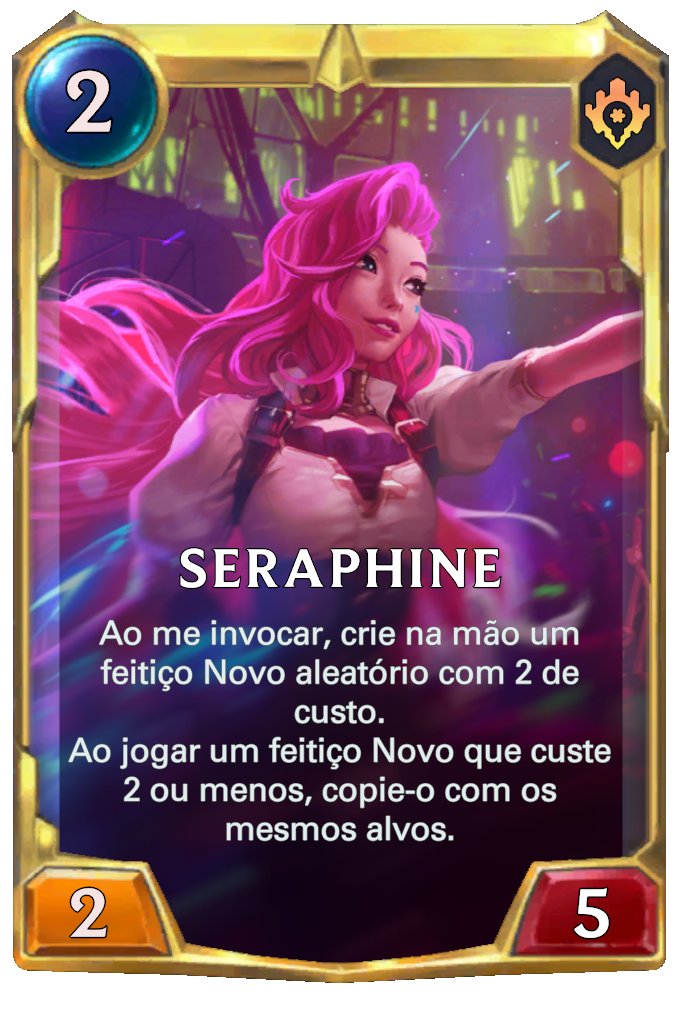 2
SERAPHINE
Ao me invocar, crie na mão um
feitiço Novo aleatório com 2 de
custo.
Ao jogar um feitiço Novo que custe
2 ou menos, copie-o com os
mesmos alvos.
2
5